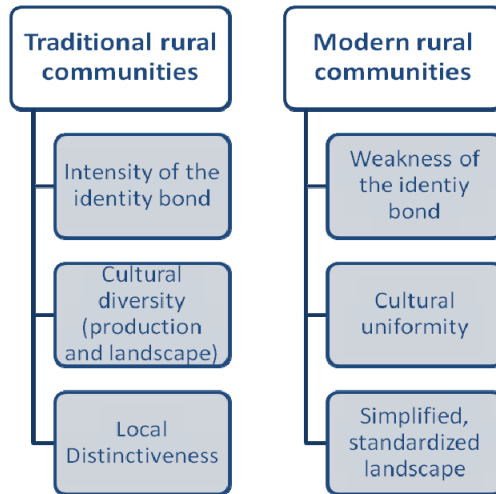 Traditional rural
communities
Intensity of the
identity bond
Cultural
diversity
(production
and landscape)
Local
Distinctiveness
Modern rural
communities
Weakness of
the identiy
bond
Cultural
uniformity
Simplified,
standardized
landscape